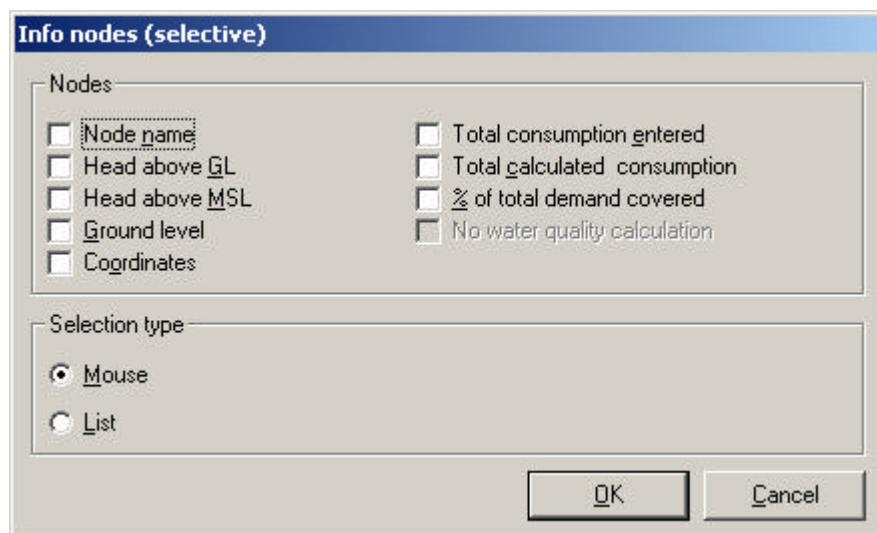 Info nodes (selective)
Nodes
Node name
Head above GL
Head above MSL
Ground level
Coordinates
Total consumption entered
Total calculated consumption
% of total demand covered
No water quality calculation
Selection type
Mouse
List
OK
Cancel